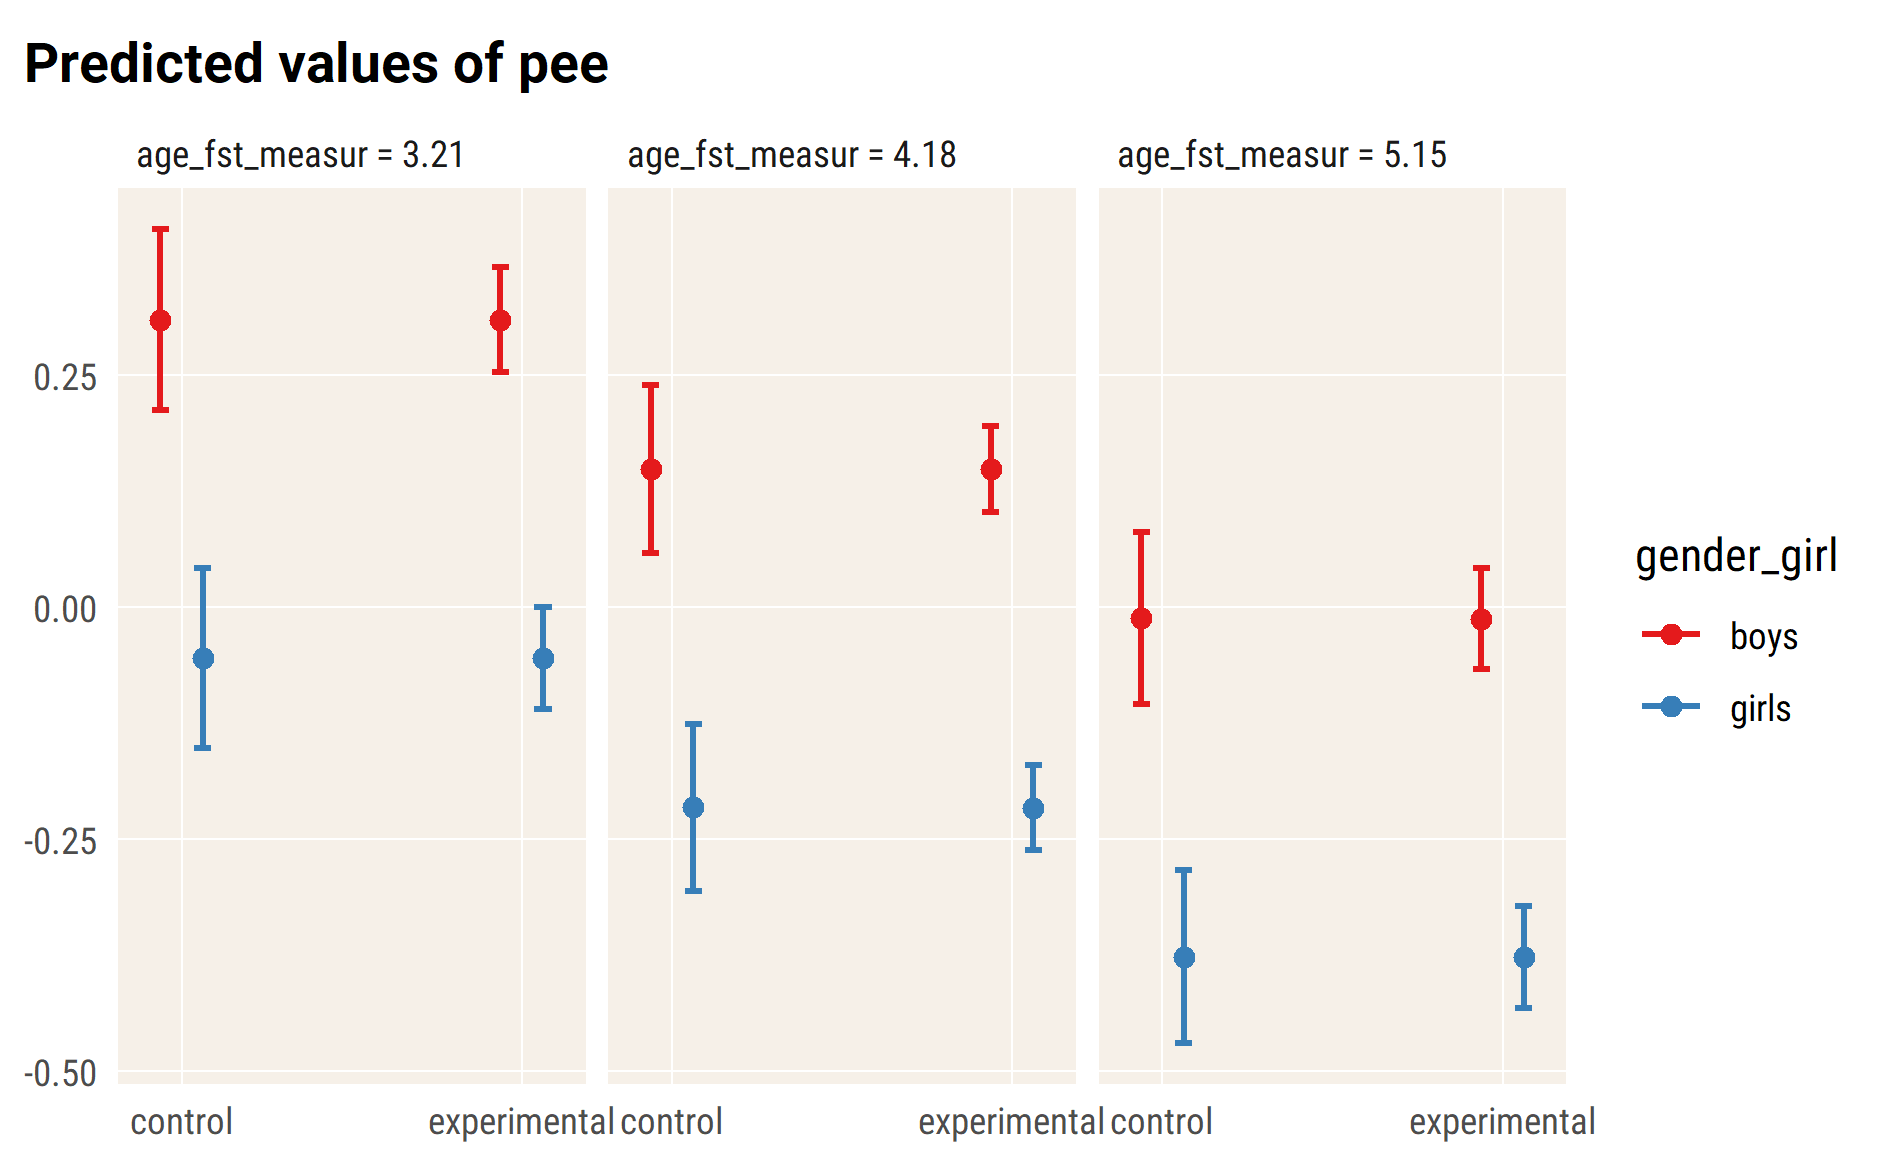 Predicted values of pee
age_fst_measur = 3.21 age_fst_measur = 4.18 age_fst_measur = 5.15
0.25
0.00
-0.25
-0.50
control experimental control experimental control experimental
gender_girl
boys
girls